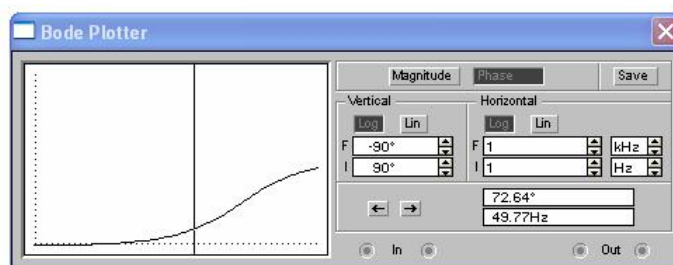 Bode Plotter
Magnitude Phase Save
Vertical Horizontal
Log Lin Log Lin
F -90° F 1 kHz
I 90° I 1 Hz
← → 72.64°
49.77Hz
In Out